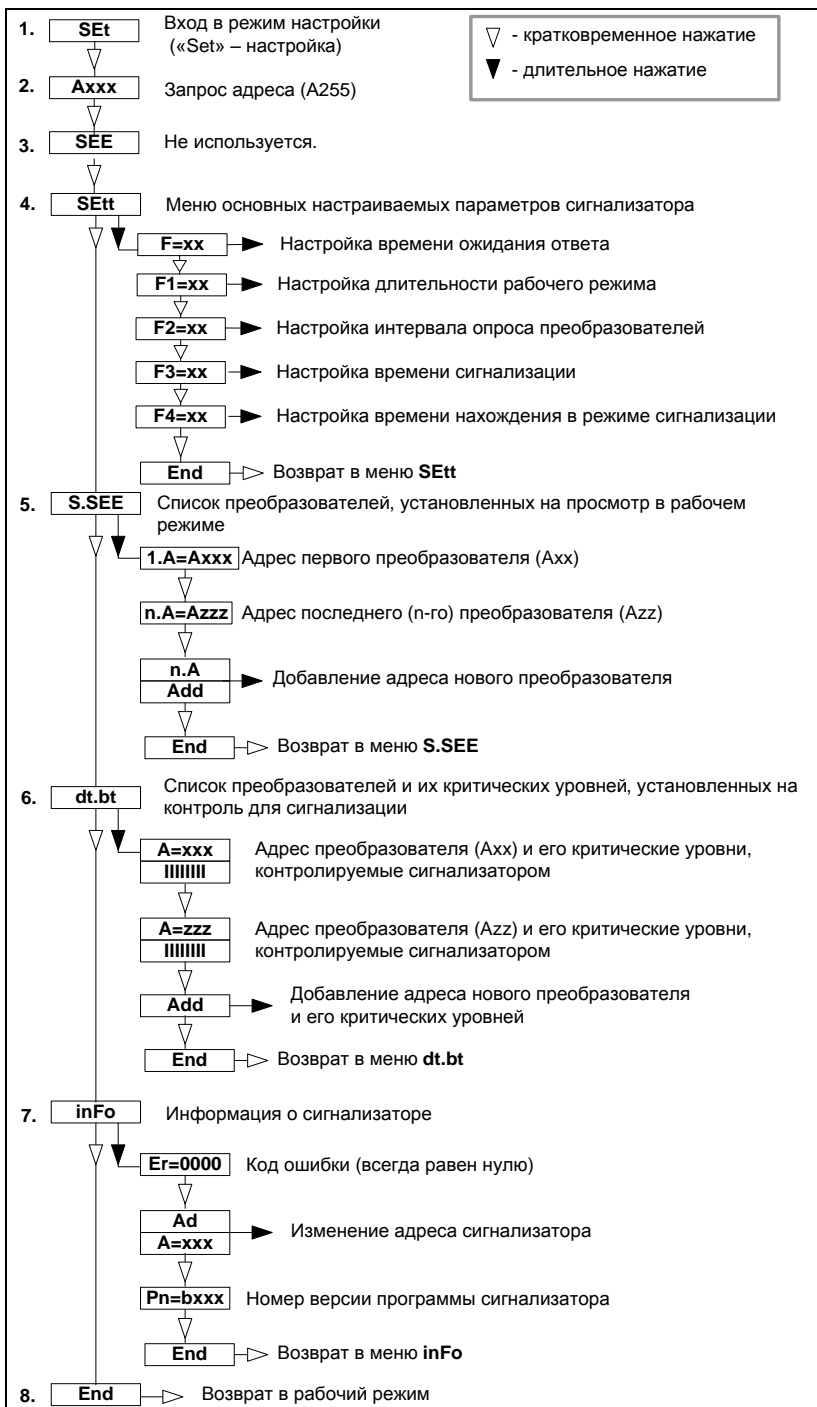 1. SEt Вход в режим настройки
(«Set» – настройка)
- кратковременное нажатие
- длительное нажатие
2. Axxx Запрос адреса (A255)
3. SEE Не используется.
4. SEtt Меню основных настраиваемых параметров сигнализатора
F=xx Настройка времени ожидания ответа
F1=xx Настройка длительности рабочего режима
F2=xx Настройка интервала опроса преобразователей
F3=xx Настройка времени сигнализации
F4=xx Настройка времени нахождения в режиме сигнализации
End Возврат в меню SEtt
5. S.SEE Список преобразователей, установленных на просмотр в рабочем
режиме
1.A=Axxx Адрес первого преобразователя (Axx)
n.A=Azzz Адрес последнего (n-го) преобразователя (Azz)
n.A
Add Добавление адреса нового преобразователя
End Возврат в меню S.SEE
6. dt.bt Список преобразователей и их критических уровней, установленных на
контроль для сигнализации
A=xxx Адрес преобразователя (Axx) и его критические уровни,
IIIIIIII контролируемые сигнализатором
A=zzz Адрес преобразователя (Azz) и его критические уровни,
IIIIIIII контролируемые сигнализатором
Add Добавление адреса нового преобразователя
и его критических уровней
End Возврат в меню dt.bt
7. inFo Информация о сигнализаторе
Er=0000 Код ошибки (всегда равен нулю)
Ad
A=xxx Изменение адреса сигнализатора
Pn=bxxx Номер версии программы сигнализатора
End Возврат в меню inFo
8. End Возврат в рабочий режим